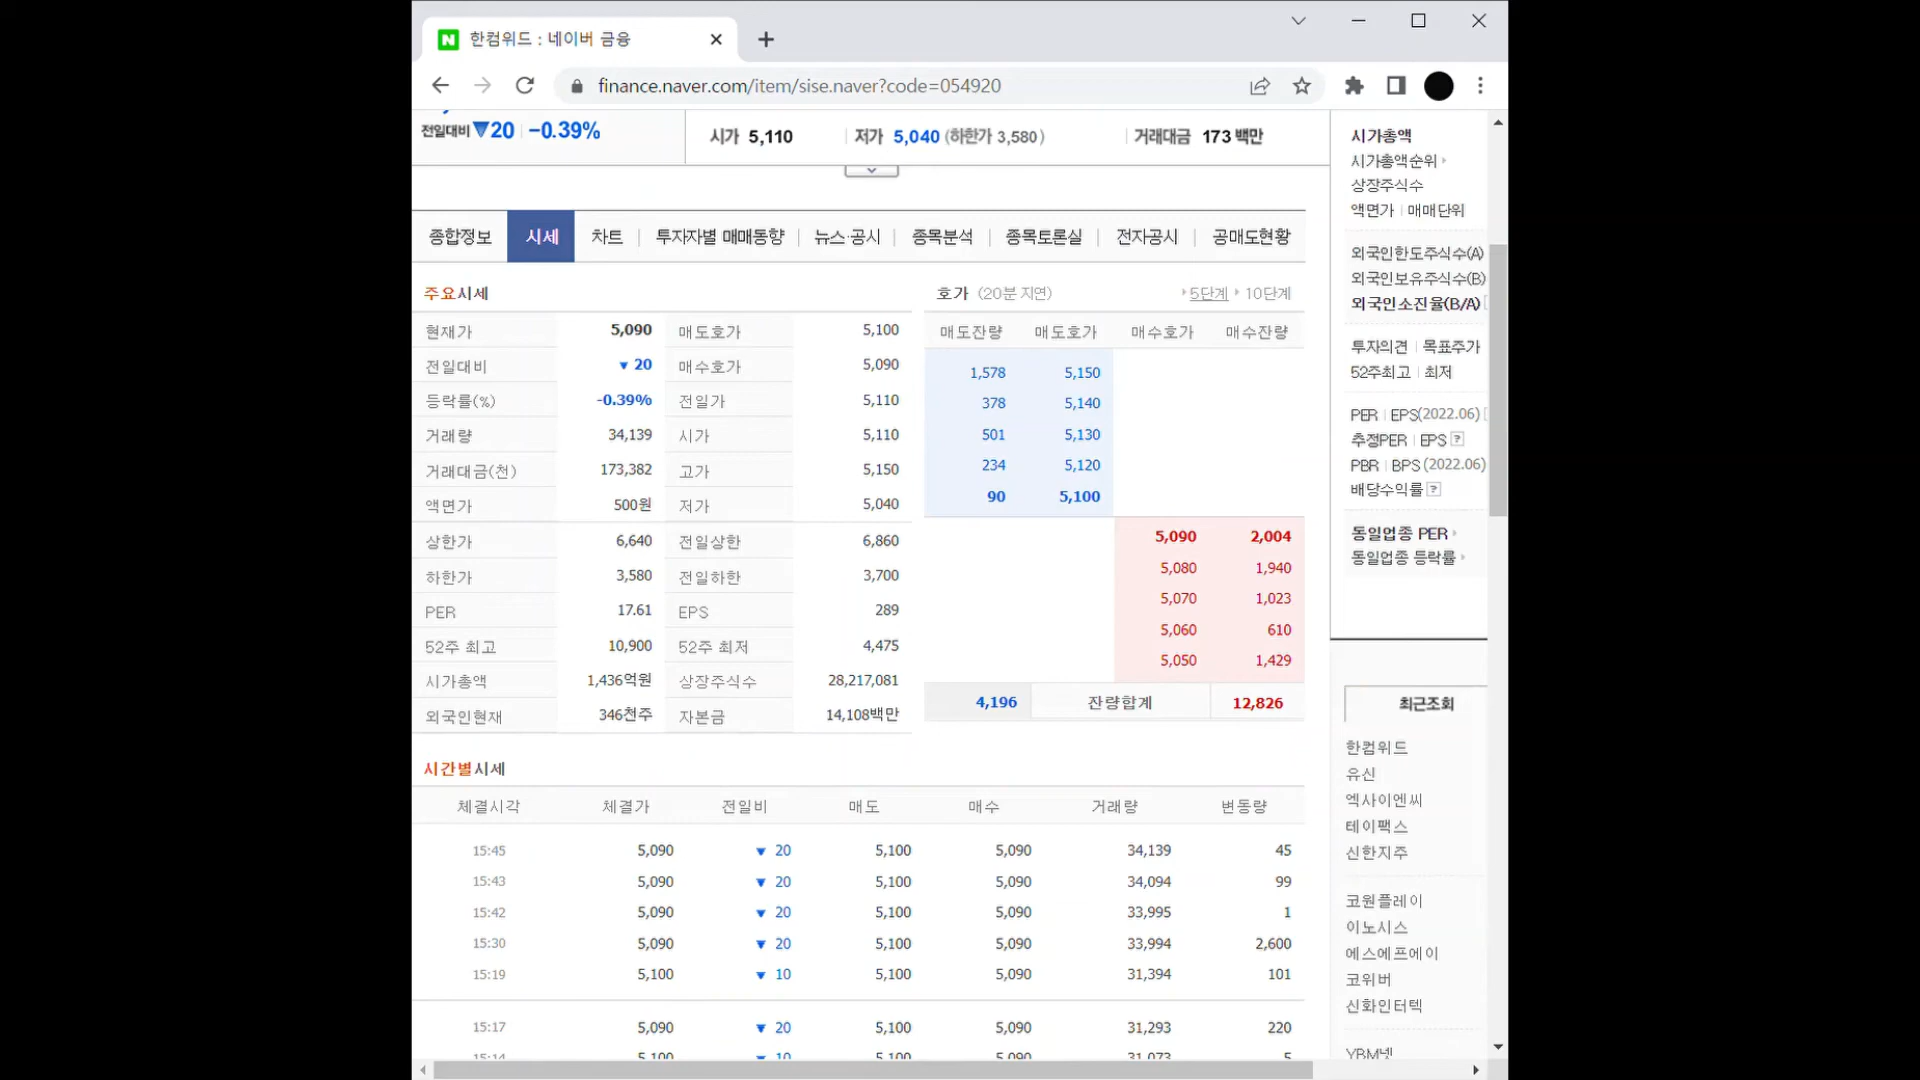 한컴위드 : 네이버 금융
finance.naver.com/item/sise.naver?code=054920
전일대비 ▼20 | -0.39%
시가 5,110 | 저가 5,040 (하한가 3,580) | 거래대금 173 백만
종합정보 시세 차트 | 투자자별 매매동향 | 뉴스·공시 | 종목분석 | 종목토론실 | 전자공시 | 공매도현황
주요시세
현재가 5,090 매도호가 5,100
전일대비 ▼ 20 매수호가 5,090
등락률(%) -0.39% 전일가 5,110
거래량 34,139 시가 5,110
거래대금(천) 173,382 고가 5,150
액면가 500원 저가 5,040
상한가 6,640 전일상한 6,860
하한가 3,580 전일하한 3,700
PER 17.61 EPS 289
52주 최고 10,900 52주 최저 4,475
시가총액 1,436억원 상장주식수 28,217,081
외국인현재 346천주 자본금 14,108백만
호가 (20분 지연) 5단계 10단계
매도잔량 매도호가 매수호가 매수잔량
1,578 5,150
378 5,140
501 5,130
234 5,120
90 5,100
5,090 2,004
5,080 1,940
5,070 1,023
5,060 610
5,050 1,429
4,196 잔량합계 12,826
시간별시세
체결시각 체결가 전일비 매도 매수 거래량 변동량
15:45 5,090 ▼ 20 5,100 5,090 34,139 45
15:43 5,090 ▼ 20 5,100 5,090 34,094 99
15:42 5,090 ▼ 20 5,100 5,090 33,995 1
15:30 5,090 ▼ 20 5,100 5,090 33,994 2,600
15:19 5,100 ▼ 10 5,100 5,090 31,394 101
15:17 5,090 ▼ 20 5,100 5,090 31,293 220
15:14 5,100 ▼ 10 5,100 5,090 31,073 5
시가총액
시가총액순위
상장주식수
액면가 | 매매단위
외국인한도주식수(A)
외국인보유주식수(B)
외국인소진율(B/A)
투자의견 | 목표주가
52주최고 | 최저
PER | EPS(2022.06)
추정PER | EPS ?
PBR | BPS (2022.06)
배당수익률 ?
동일업종 PER
동일업종 등락률
최근조회
한컴위드
유신
엑사이엔씨
테이팩스
신한지주
코원플레이
이노시스
에스에프에이
코위버
신화인터텍
YBM넷